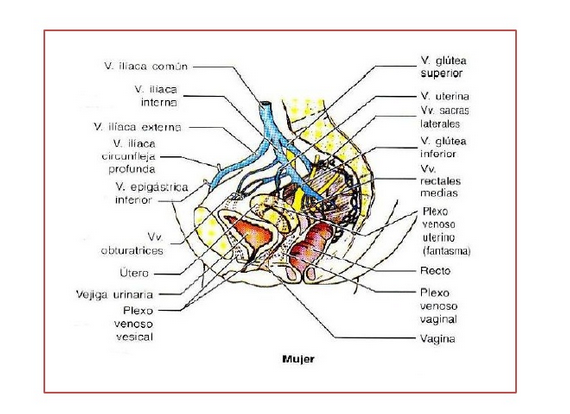 V. ilíaca común
V. ilíaca
interna
V. ilíaca externa
V. ilíaca
circunfleja
profunda
V. epigástrica
inferior
Vv.
obturatrices
Útero
Vejiga urinaria
Plexo
venoso
vesical
V. glútea
superior
V. uterina
Vv. sacras
laterales
V. glútea
inferior
Vv.
rectales
medias
Plexo
venoso
uterino
(fantasma)
Recto
Plexo
venoso
vaginal
Vagina
Mujer